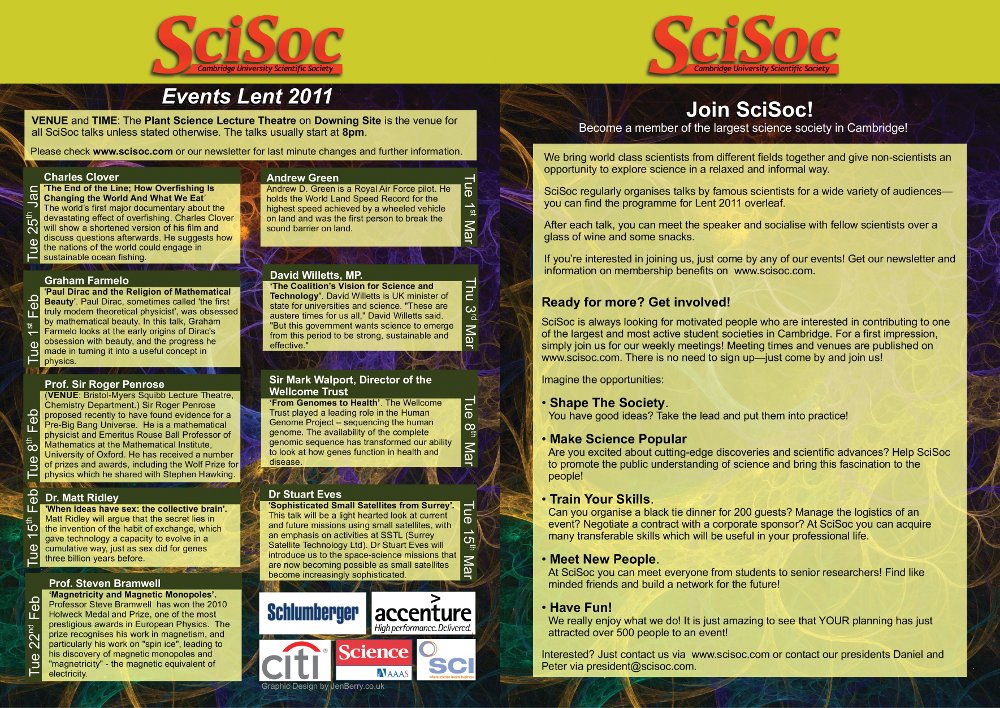 SciSoc
Cambridge University Scientific Society
Events Lent 2011
VENUE and TIME: The Plant Science Lecture Theatre on Downing Site is the venue for
all SciSoc talks unless stated otherwise. The talks usually start at 8pm.
Please check www.scisoc.com or our newsletter for last minute changes and further information.
Tue 25th Jan
Charles Clover
'The End of the Line; How Overfishing Is
Changing the World And What We Eat'
The world's first major documentary about the
devastating effect of overfishing. Charles Clover
will show a shortened version of his film and
discuss questions afterwards. He suggests how
the nations of the world could engage in
sustainable ocean fishing.
Tue 1st Feb
Graham Farmelo
'Paul Dirac and the Religion of Mathematical
Beauty'. Paul Dirac, sometimes called 'the first
truly modern theoretical physicist', was obsessed
by mathematical beauty. In this talk, Graham
Farmelo looks at the early origins of Dirac's
obsession with beauty, and the progress he
made in turning it into a useful concept in
physics.
Tue 8th Feb
Prof. Sir Roger Penrose
(VENUE: Bristol-Myers Squibb Lecture Theatre,
Chemistry Department.) Sir Roger Penrose
proposed recently to have found evidence for a
Pre-Big Bang Universe. He is a mathematical
physicist and Emeritus Rouse Ball Professor of
Mathematics at the Mathematical Institute,
University of Oxford. He has received a number
of prizes and awards, including the Wolf Prize for
physics which he shared with Stephen Hawking.
Tue 15th Feb
Dr. Matt Ridley
'When ideas have sex: the collective brain'.
Matt Ridley will argue that the secret lies in
the invention of the habit of exchange, which
gave technology a capacity to evolve in a
cumulative way, just as sex did for genes
three billion years before.
Tue 22nd Feb
Prof. Steven Bramwell
'Magnetricity and Magnetic Monopoles'.
Professor Steve Bramwell has won the 2010
Holweck Medal and Prize, one of the most
prestigious awards in European Physics. The
prize recognises his work in magnetism, and
particularly his work on "spin ice", leading to
his discovery of magnetic monopoles and
"magnetricity" - the magnetic equivalent of
electricity.
Tue 1st Mar
Andrew Green
Andrew D. Green is a Royal Air Force pilot. He
holds the World Land Speed Record for the
highest speed achieved by a wheeled vehicle
on land and was the first person to break the
sound barrier on land.
Thu 3rd Mar
David Willetts, MP.
'The Coalition's Vision for Science and
Technology'. David Willetts is UK minister of
state for universities and science. "These are
austere times for us all," David Willetts said.
"But this government wants science to emerge
from this period to be strong, sustainable and
effective."
Tue 8th Mar
Sir Mark Walport, Director of the
Wellcome Trust
'From Genomes to Health'. The Wellcome
Trust played a leading role in the Human
Genome Project – sequencing the human
genome. The availability of the complete
genomic sequence has transformed our ability
to look at how genes function in health and
disease.
Tue 15th Mar
Dr Stuart Eves
'Sophisticated Small Satellites from Surrey'.
This talk will be a light hearted look at current
and future missions using small satellites, with
an emphasis on activities at SSTL (Surrey
Satellite Technology Ltd). Dr Stuart Eves will
introduce us to the space-science missions that
are now becoming possible as small satellites
become increasingly sophisticated.
Schlumberger
accenture
High performance. Delivered.
citi
Science
AAAS
SCI
Graphic Design by JenBerry.co.uk
SciSoc
Cambridge University Scientific Society
Join SciSoc!
Become a member of the largest science society in Cambridge!
We bring world class scientists from different fields together and give non-scientists an
opportunity to explore science in a relaxed and informal way.
SciSoc regularly organises talks by famous scientists for a wide variety of audiences—
you can find the programme for Lent 2011 overleaf.
After each talk, you can meet the speaker and socialise with fellow scientists over a
glass of wine and some snacks.
If you're interested in joining us, just come by any of our events! Get our newsletter and
information on membership benefits on www.scisoc.com.
Ready for more? Get involved!
SciSoc is always looking for motivated people who are interested in contributing to one
of the largest and most active student societies in Cambridge. For a first impression,
simply join us for our weekly meetings! Meeting times and venues are published on
www.scisoc.com. There is no need to sign up—just come by and join us!
Imagine the opportunities:
• Shape The Society.
You have good ideas? Take the lead and put them into practice!
• Make Science Popular
Are you excited about cutting-edge discoveries and scientific advances? Help SciSoc
to promote the public understanding of science and bring this fascination to the
people!
• Train Your Skills.
Can you organise a black tie dinner for 200 guests? Manage the logistics of an
event? Negotiate a contract with a corporate sponsor? At SciSoc you can acquire
many transferable skills which will be useful in your professional life.
• Meet New People.
At SciSoc you can meet everyone from students to senior researchers! Find like
minded friends and build a network for the future!
• Have Fun!
We really enjoy what we do! It is just amazing to see that YOUR planning has just
attracted over 500 people to an event!
Interested? Just contact us via www.scisoc.com or contact our presidents Daniel and
Peter via president@scisoc.com.